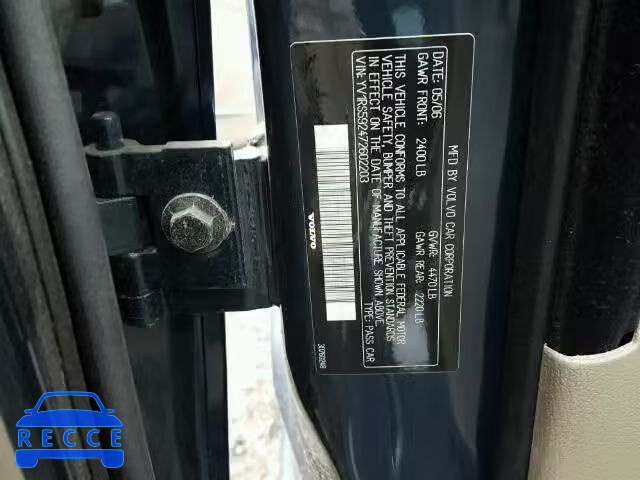 MFD BY VOLVO CAR CORPORATION
DATE: 05/06 GVWR: 4470LB
GAWR FRONT: 2400LB GAWR REAR: 2220LB
THIS VEHICLE CONFORMS TO ALL APPLICABLE FEDERAL MOTOR
VEHICLE SAFETY, BUMPER AND THEFT PREVENTION STANDARDS
IN EFFECT ON THE DATE OF MANUFACTURE SHOWN ABOVE.
VIN: YV1RS592472602203 TYPE: PASS CAR
VOLVO
30760248
RECCE